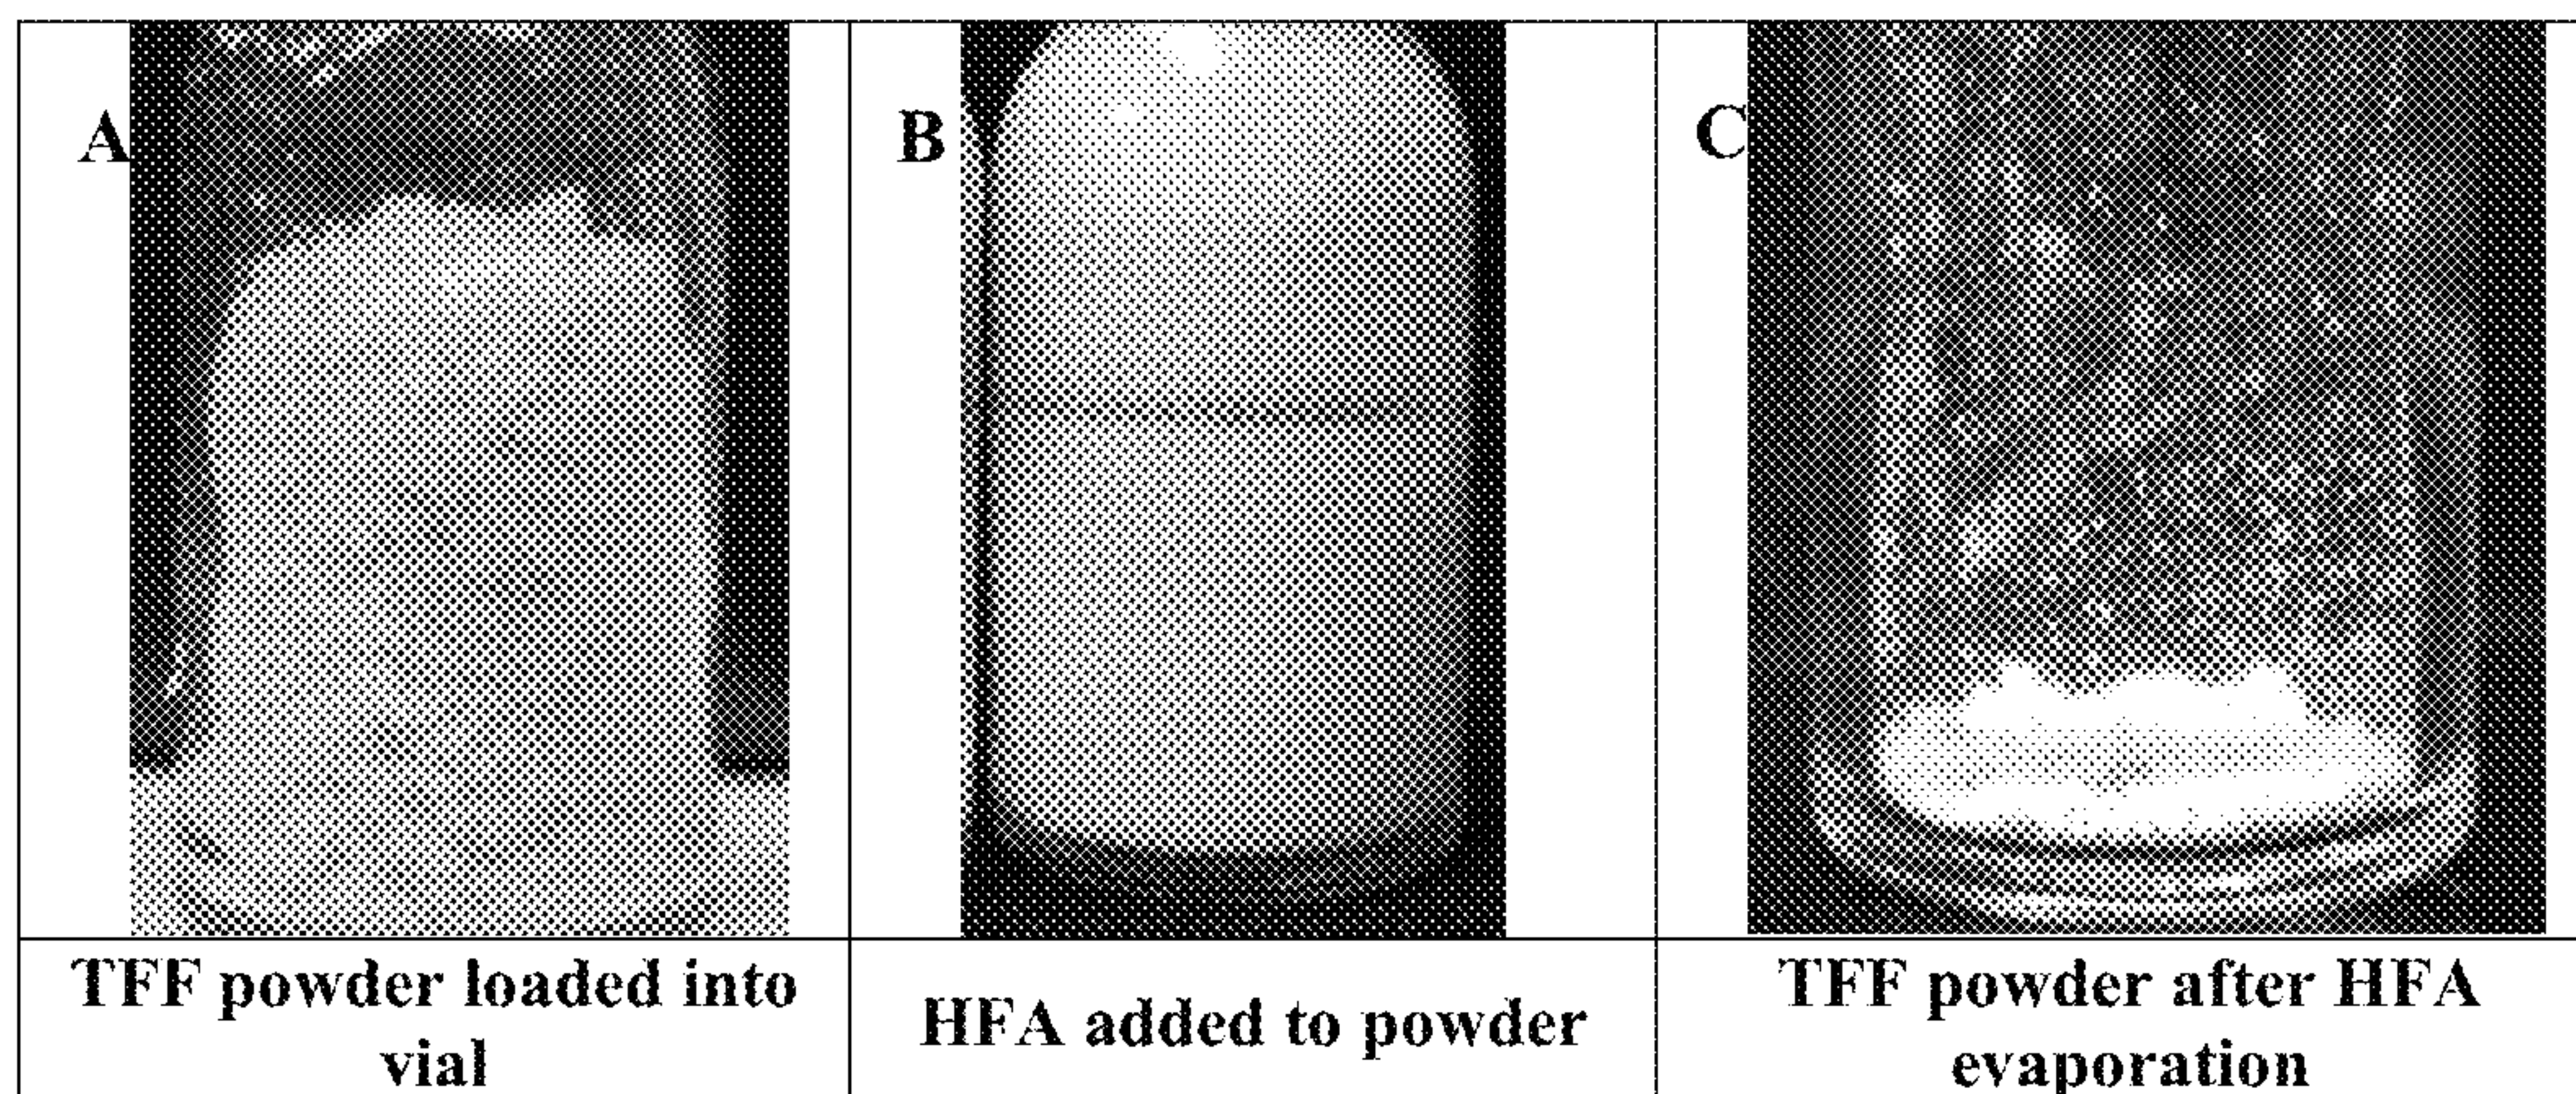 A
B
C
TFF powder loaded into
vial
HFA added to powder
TFF powder after HFA
evaporation